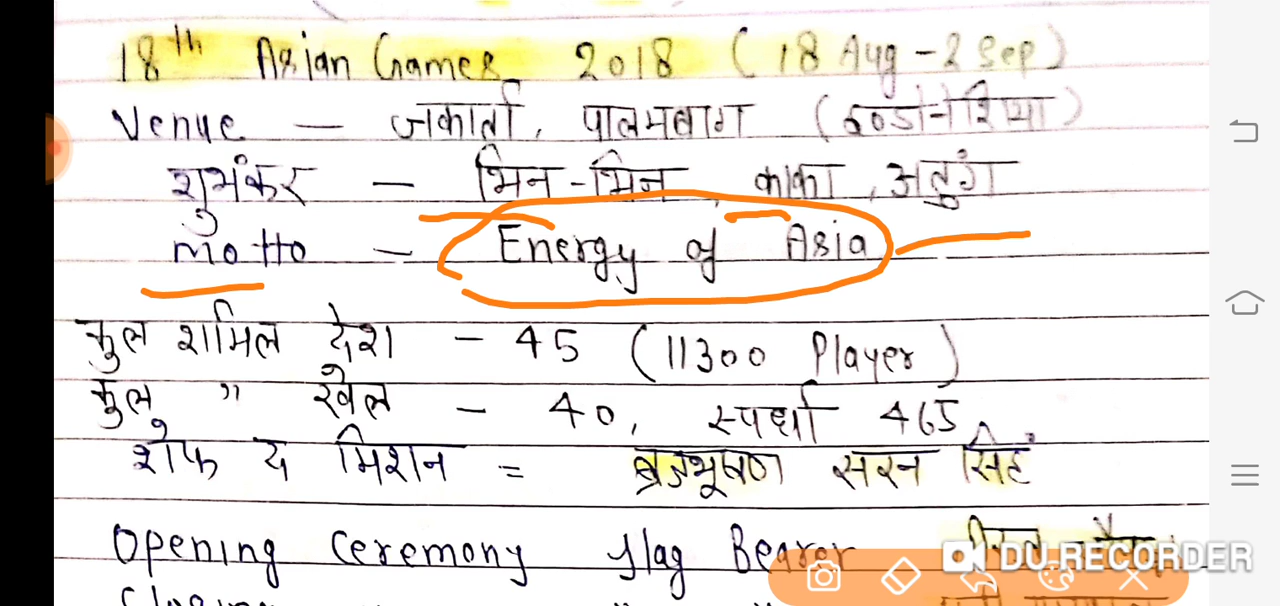 18th Asian Games 2018 (18 Aug - 2 Sep)
Venue — जकार्ता, पालमबाग (इण्डोनेशिया)
शुभंकर — भिन-भिन, काका, अतुंग
Motto — Energy of Asia
कुल शामिल देश - 45 (11300 Player)
कुल " खेल - 40, स्पर्धा 465
शेफ द मिशन = ब्रजभूषण सरन सिंह
Opening Ceremony flag Bearer
DU RECORDER